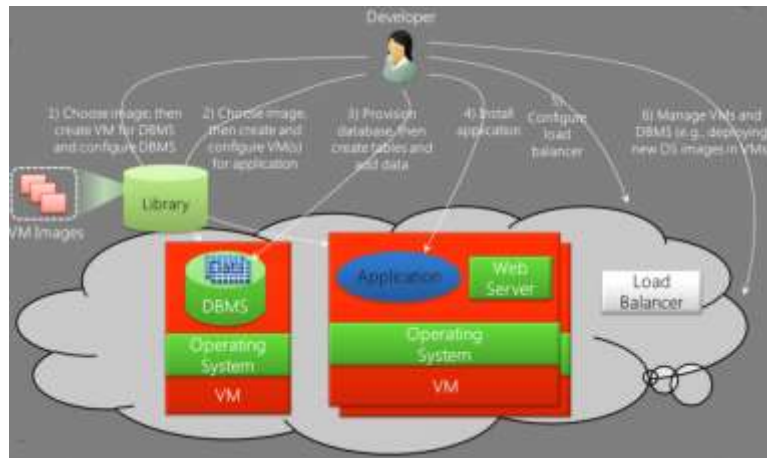 Developer
1) Choose image, then
create VM for DBMS
and configure DBMS
2) Choose image,
then create and
configure VM(s)
for application
3) Provision
database, then
create tables and
add data
4) Install
application
5)
Configure
load
balancer
6) Manage VMs and
DBMS (e.g., deploying
new OS images in VMs)
Library
VM Images
Data
DBMS
Operating
System
VM
Application
Web
Server
Operating
System
VM
Load
Balancer